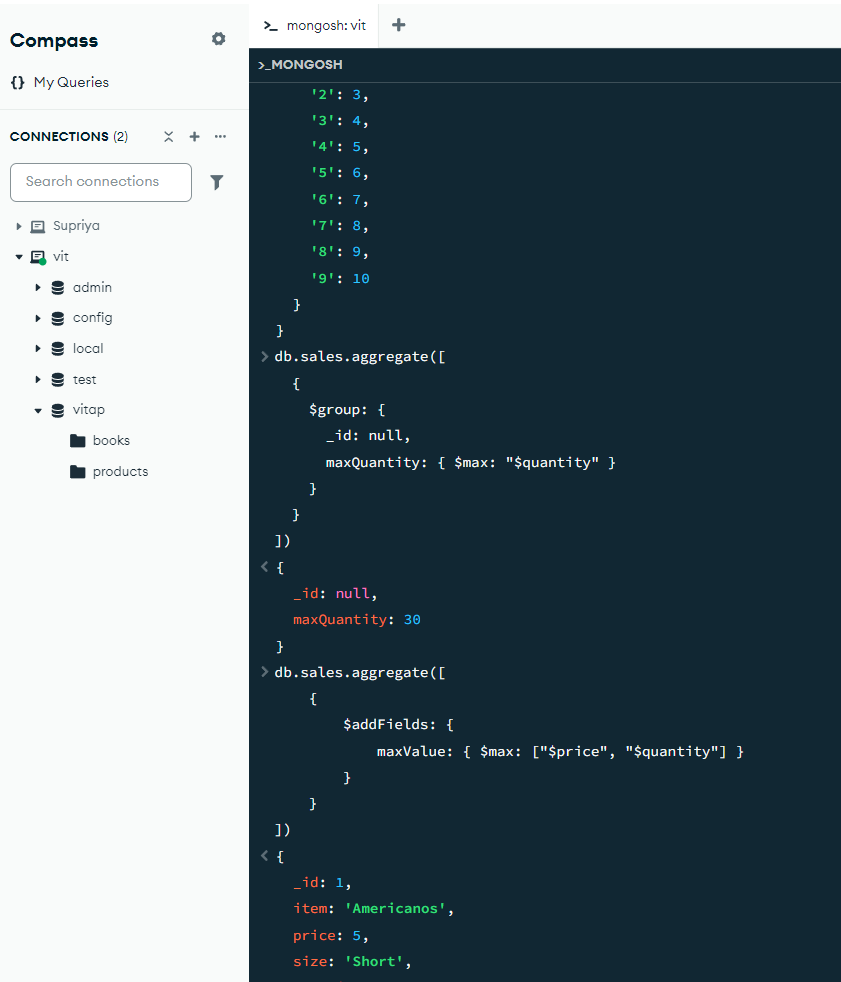 Compass
{} My Queries
CONNECTIONS (2)
Search connections
Supriya
vit
admin
config
local
test
vitap
books
products
>_ mongosh: vit +
>_MONGOSH
'2': 3,
'3': 4,
'4': 5,
'5': 6,
'6': 7,
'7': 8,
'8': 9,
'9': 10
}
}
> db.sales.aggregate([
{
$group: {
_id: null,
maxQuantity: { $max: "$quantity" }
}
}
])
< {
_id: null,
maxQuantity: 30
}
> db.sales.aggregate([
{
$addFields: {
maxValue: { $max: ["$price", "$quantity"] }
}
}
])
< {
_id: 1,
item: 'Americanos',
price: 5,
size: 'Short',